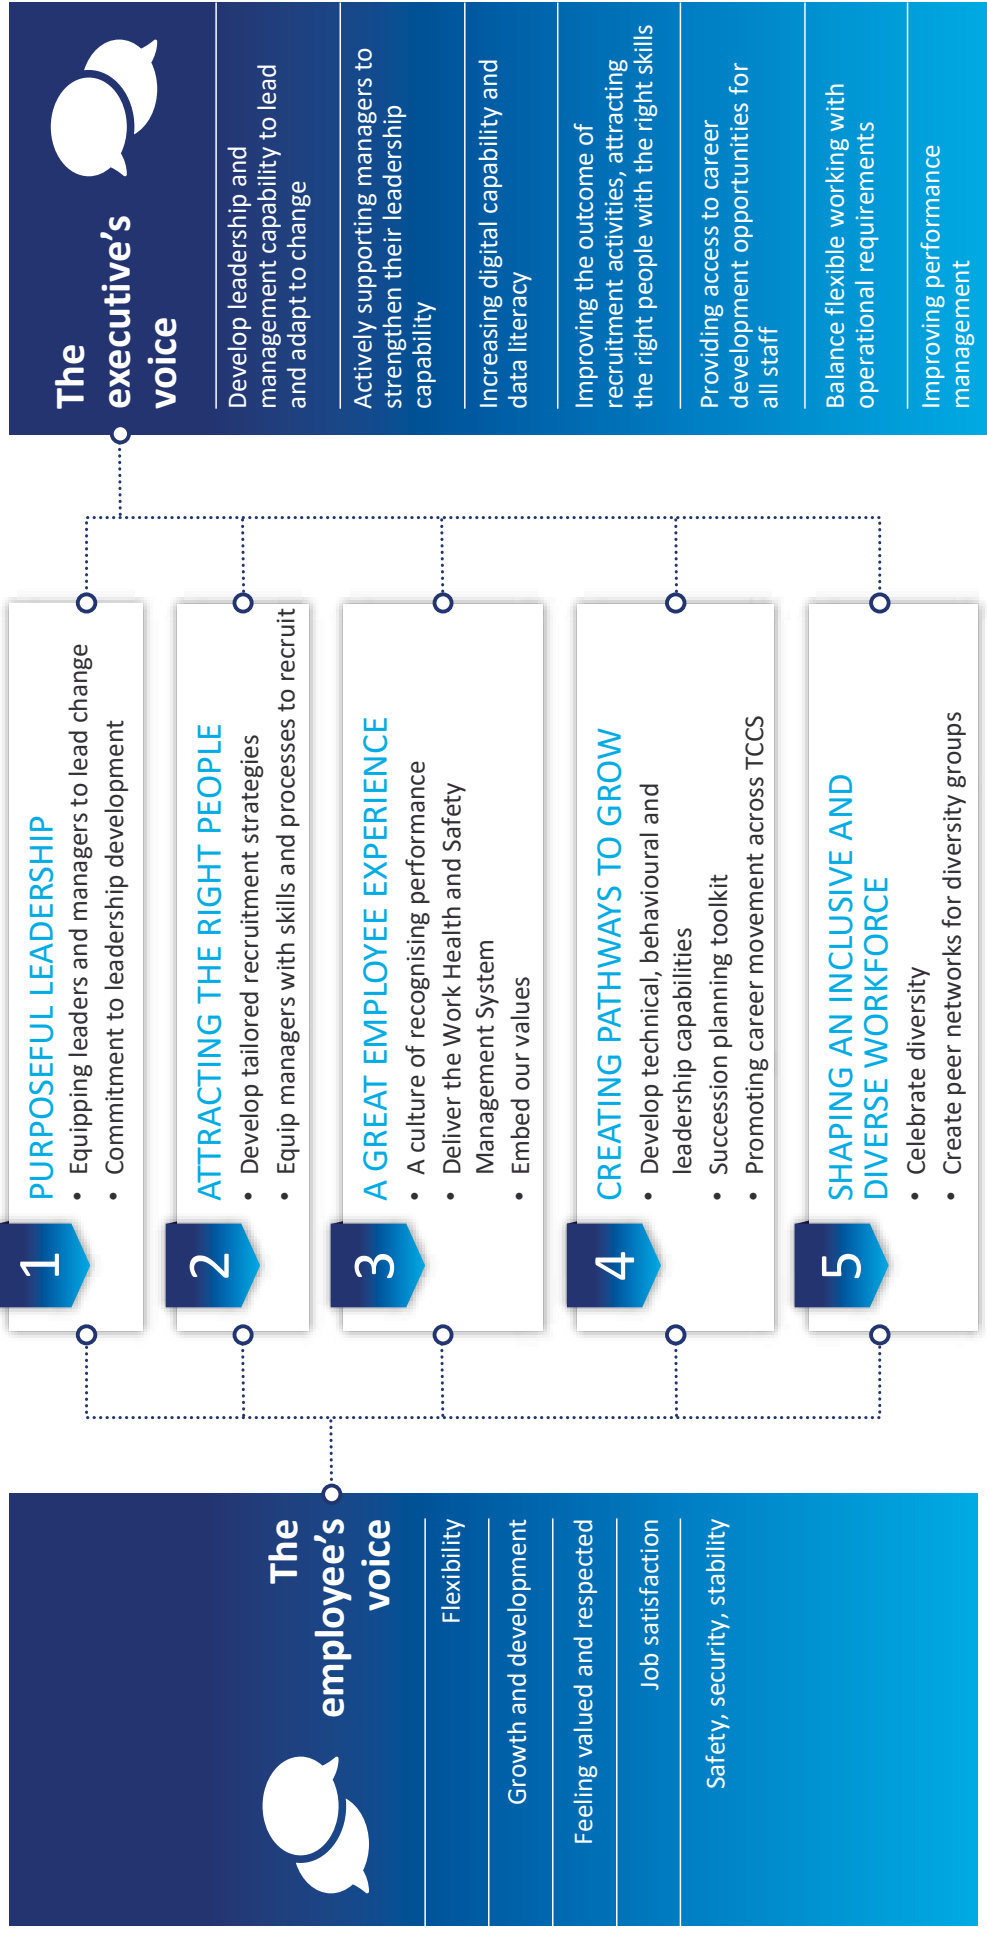 The
employee's
voice
Flexibility
Growth and development
Feeling valued and respected
Job satisfaction
Safety, security, stability
1
PURPOSEFUL LEADERSHIP
• Equipping leaders and managers to lead change
• Commitment to leadership development
2
ATTRACTING THE RIGHT PEOPLE
• Develop tailored recruitment strategies
• Equip managers with skills and processes to recruit
3
A GREAT EMPLOYEE EXPERIENCE
• A culture of recognising performance
• Deliver the Work Health and Safety
Management System
• Embed our values
4
CREATING PATHWAYS TO GROW
• Develop technical, behavioural and
leadership capabilities
• Succession planning toolkit
• Promoting career movement across TCCS
5
SHAPING AN INCLUSIVE AND
DIVERSE WORKFORCE
• Celebrate diversity
• Create peer networks for diversity groups
The
executive's
voice
Develop leadership and
management capability to lead
and adapt to change
Actively supporting managers to
strengthen their leadership
capability
Increasing digital capability and
data literacy
Improving the outcome of
recruitment activities, attracting
the right people with the right skills
Providing access to career
development opportunities for
all staff
Balance flexible working with
operational requirements
Improving performance
management